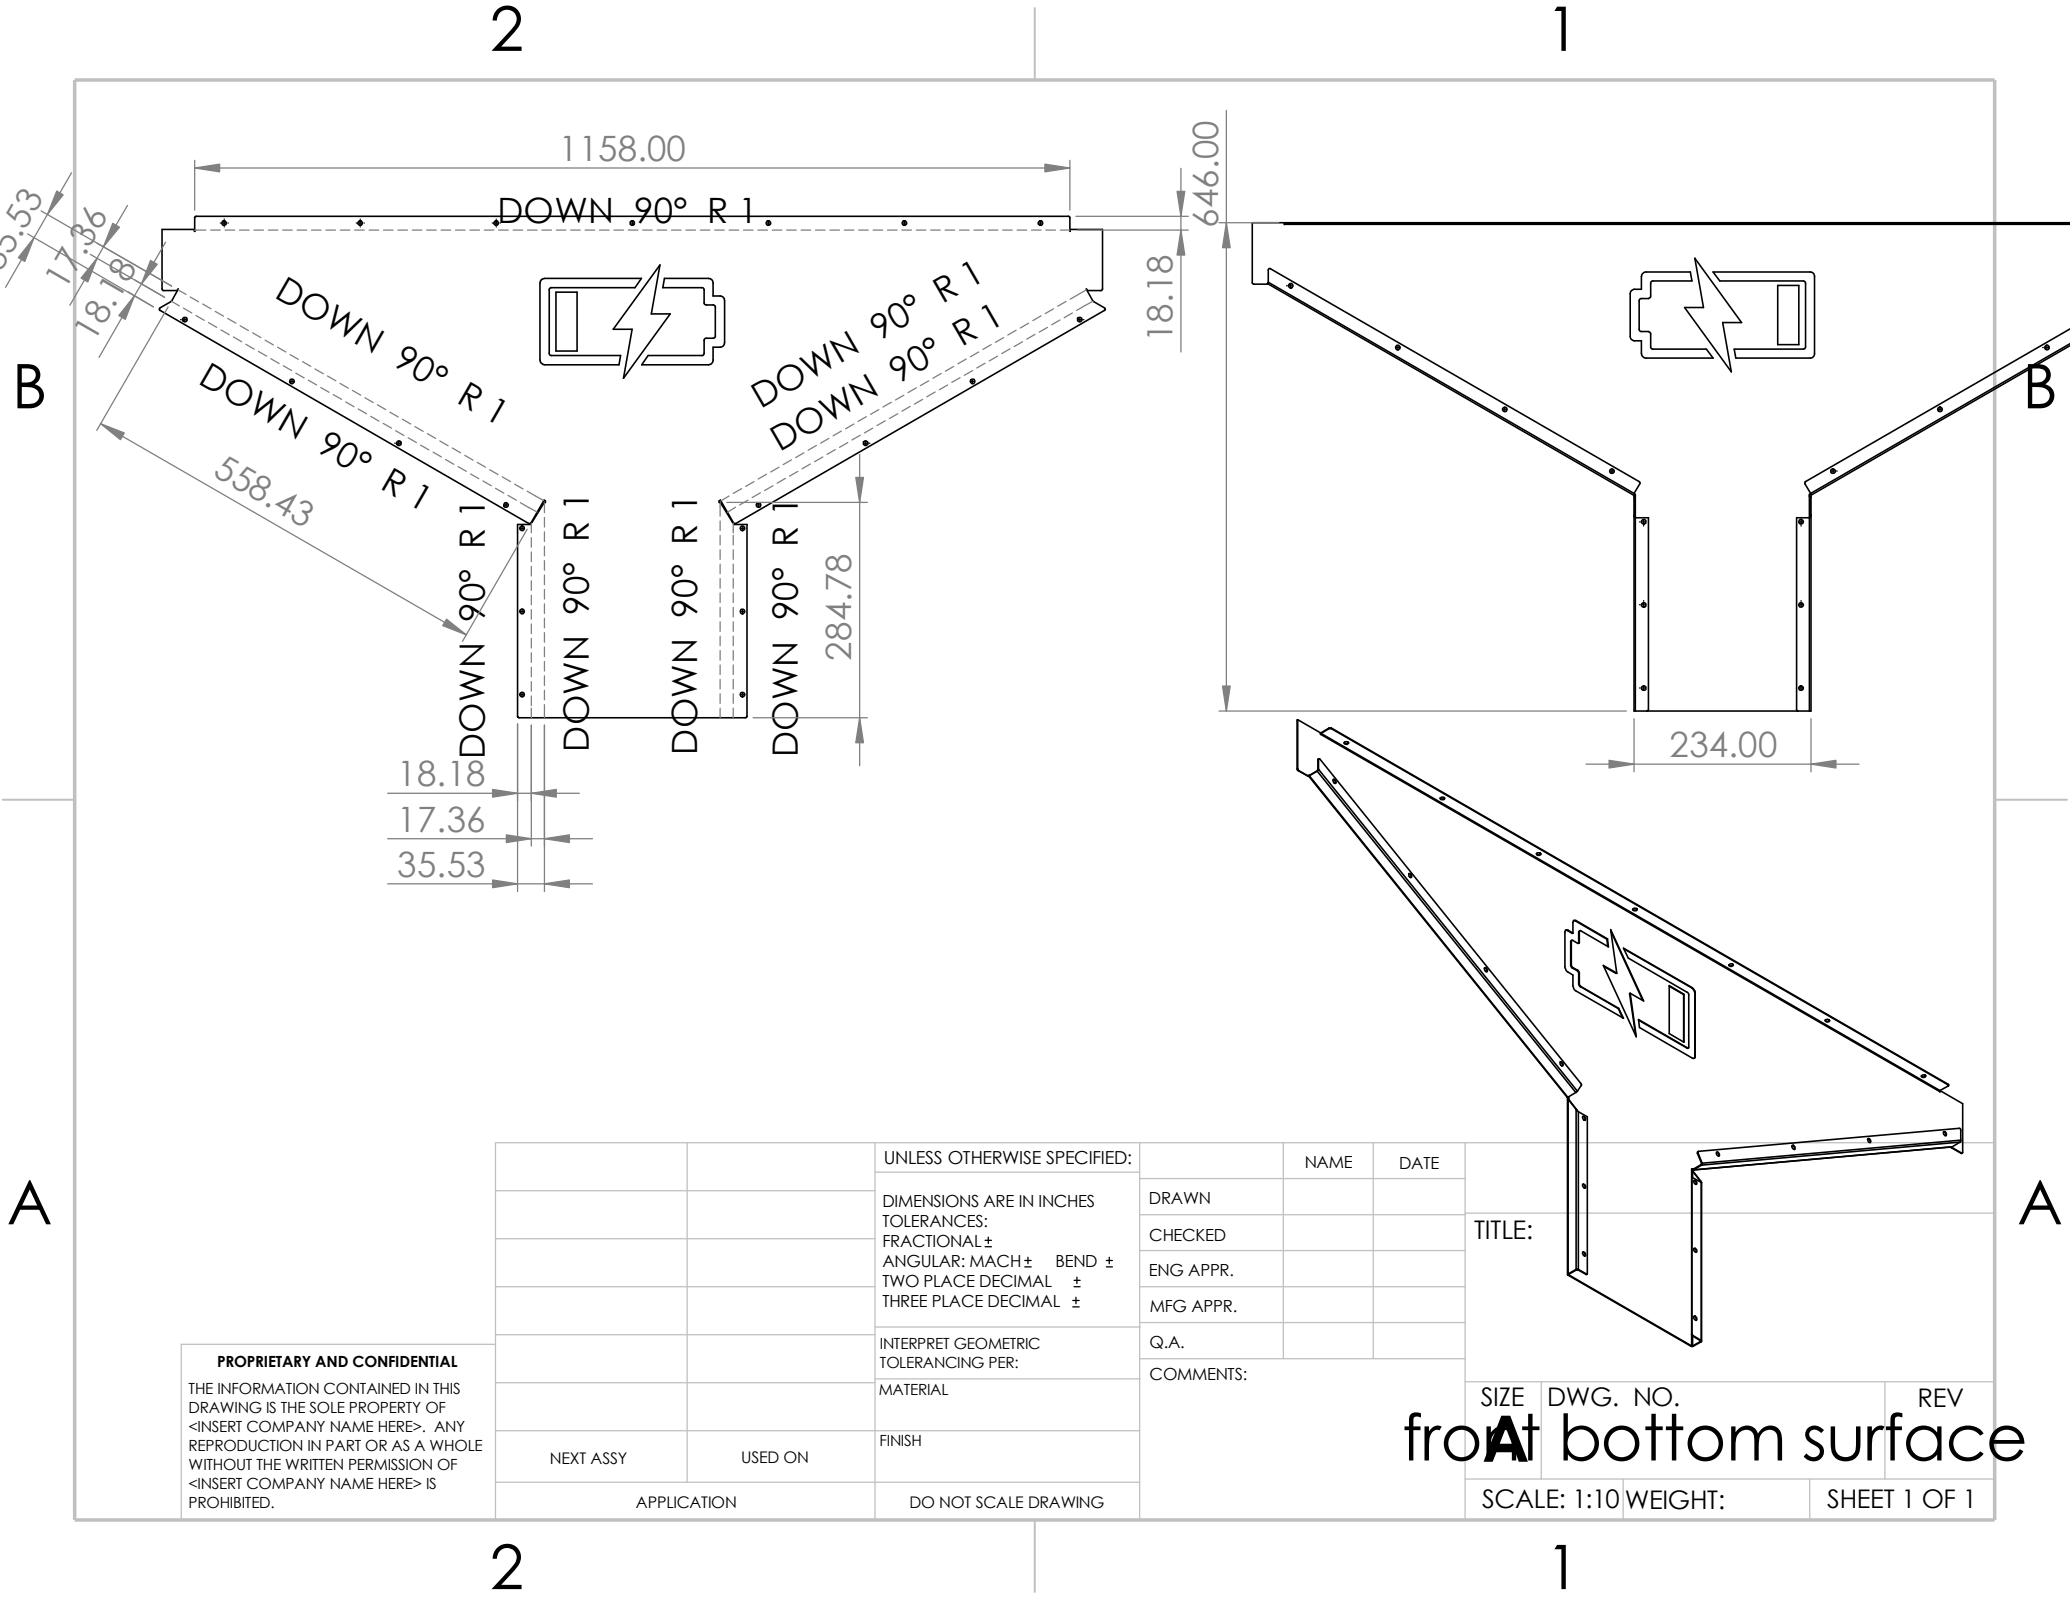 2
1
1158.00
DOWN 90° R 1
646.00
18.18
17.36
18.18
DOWN 90° R 1
DOWN 90° R 1
DOWN 90° R 1
DOWN 90° R 1
558.43
B
B
DOWN 90° R 1
DOWN 90° R 1
DOWN 90° R 1
DOWN 90° R 1
284.78
234.00
18.18
17.36
35.53
A
A
UNLESS OTHERWISE SPECIFIED:
DIMENSIONS ARE IN INCHES
TOLERANCES:
FRACTIONAL±
ANGULAR: MACH± BEND ±
TWO PLACE DECIMAL ±
THREE PLACE DECIMAL ±
INTERPRET GEOMETRIC
TOLERANCING PER:
MATERIAL
FINISH
DO NOT SCALE DRAWING
NAME
DATE
DRAWN
CHECKED
ENG APPR.
MFG APPR.
Q.A.
COMMENTS:
TITLE:
SIZE
DWG. NO.
REV
A
front bottom surface
SCALE: 1:10
WEIGHT:
SHEET 1 OF 1
PROPRIETARY AND CONFIDENTIAL
THE INFORMATION CONTAINED IN THIS
DRAWING IS THE SOLE PROPERTY OF
<INSERT COMPANY NAME HERE>. ANY
REPRODUCTION IN PART OR AS A WHOLE
WITHOUT THE WRITTEN PERMISSION OF
<INSERT COMPANY NAME HERE> IS
PROHIBITED.
NEXT ASSY
USED ON
APPLICATION
2
1